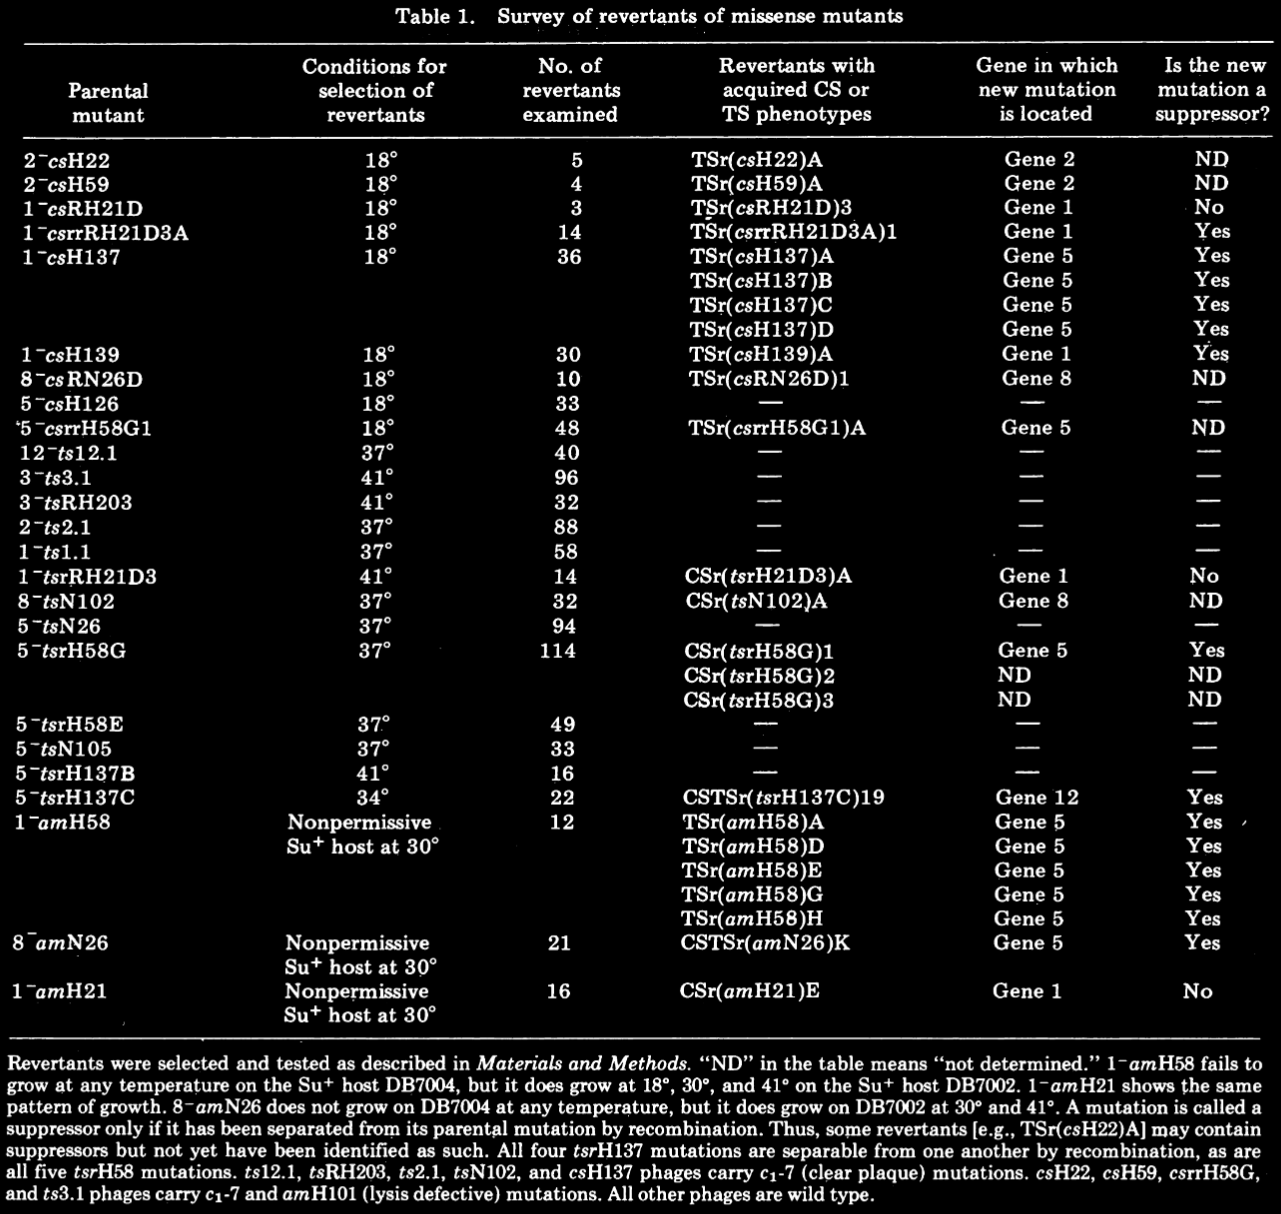 Table 1. Survey of revertants of missense mutants
Parental mutant | Conditions for selection of revertants | No. of revertants examined | Revertants with acquired CS or TS phenotypes | Gene in which new mutation is located | Is the new mutation a suppressor?
2⁻csH22 18° 5 TSr(csH22)A Gene 2 ND
2⁻csH59 18° 4 TSr(csH59)A Gene 2 ND
1⁻csRH21D 18° 3 TSr(csRH21D)3 Gene 1 No
1⁻csrrRH21D3A 18° 14 TSr(csrrRH21D3A)1 Gene 1 Yes
1⁻csH137 18° 36 TSr(csH137)A Gene 5 Yes
TSr(csH137)B Gene 5 Yes
TSr(csH137)C Gene 5 Yes
TSr(csH137)D Gene 5 Yes
1⁻csH139 18° 30 TSr(csH139)A Gene 1 Yes
8⁻csRN26D 18° 10 TSr(csRN26D)1 Gene 8 ND
5⁻csH126 18° 33 — — —
5⁻csrrH58G1 18° 48 TSr(csrrH58G1)A Gene 5 ND
12⁻ts12.1 37° 40 — — —
3⁻ts3.1 41° 96 — — —
3⁻tsRH203 41° 32 — — —
2⁻ts2.1 37° 88 — — —
1⁻ts1.1 37° 58 — — —
1⁻tsrRH21D3 41° 14 CSr(tsrH21D3)A Gene 1 No
8⁻tsN102 37° 32 CSr(tsN102)A Gene 8 ND
5⁻tsN26 37° 94 — — —
5⁻tsrH58G 37° 114 CSr(tsrH58G)1 Gene 5 Yes
CSr(tsrH58G)2 ND ND
CSr(tsrH58G)3 ND ND
5⁻tsrH58E 37° 49 — — —
5⁻tsN105 37° 33 — — —
5⁻tsrH137B 41° 16 — — —
5⁻tsrH137C 34° 22 CSTSr(tsrH137C)19 Gene 12 Yes
1⁻amH58 Nonpermissive 12 TSr(amH58)A Gene 5 Yes
Su⁺ host at 30° TSr(amH58)D Gene 5 Yes
TSr(amH58)E Gene 5 Yes
TSr(amH58)G Gene 5 Yes
TSr(amH58)H Gene 5 Yes
8⁻amN26 Nonpermissive 21 CSTSr(amN26)K Gene 5 Yes
Su⁺ host at 30°
1⁻amH21 Nonpermissive 16 CSr(amH21)E Gene 1 No
Su⁺ host at 30°
Revertants were selected and tested as described in Materials and Methods. “ND” in the table means “not determined.” 1⁻amH58 fails to
grow at any temperature on the Su⁺ host DB7004, but it does grow at 18°, 30°, and 41° on the Su⁺ host DB7002. 1⁻amH21 shows the same
pattern of growth. 8⁻amN26 does not grow on DB7004 at any temperature, but it does grow on DB7002 at 30° and 41°. A mutation is called a
suppressor only if it has been separated from its parental mutation by recombination. Thus, some revertants [e.g., TSr(csH22)A] may contain
suppressors but not yet have been identified as such. All four tsrH137 mutations are separable from one another by recombination, as are
all five tsrH58 mutations. ts12.1, tsRH203, ts2.1, tsN102, and csH137 phages carry c₁-7 (clear plaque) mutations. csH22, csH59, csrrH58G,
and ts3.1 phages carry c₁-7 and amH101 (lysis defective) mutations. All other phages are wild type.